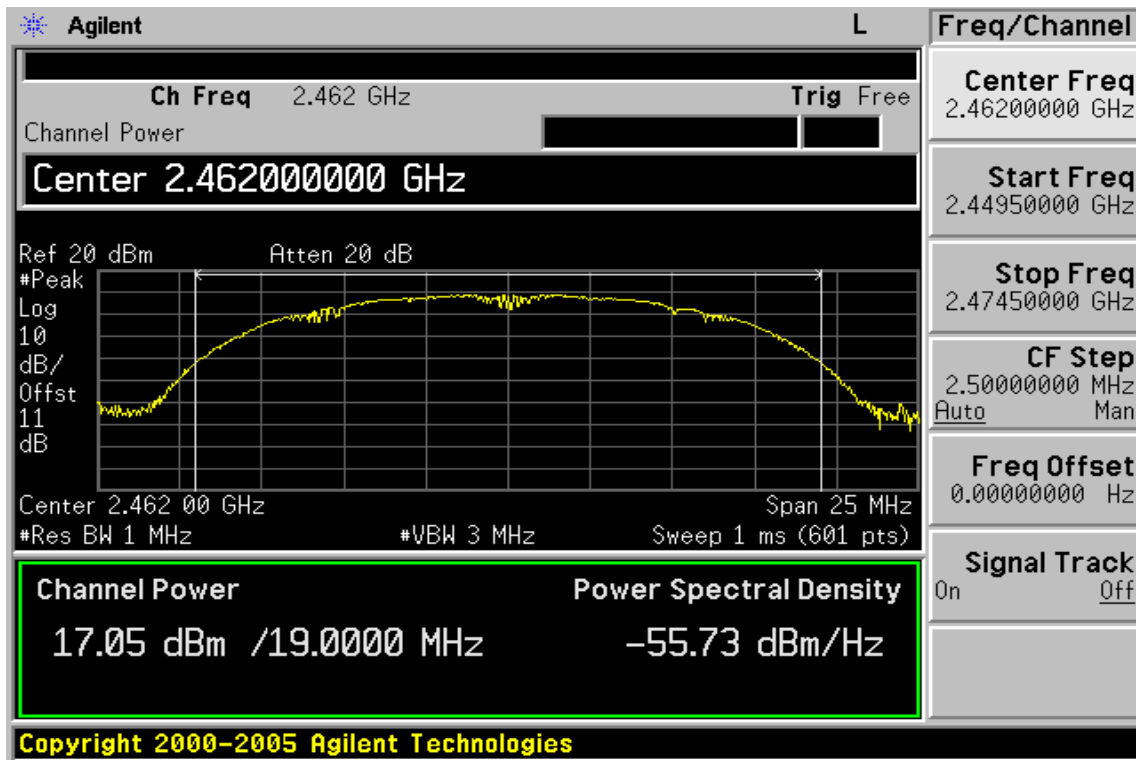 Agilent L Freq/Channel
Ch Freq 2.462 GHz Trig Free
Channel Power
Center 2.462000000 GHz
Ref 20 dBm Atten 20 dB
#Peak
Log
10
dB/
Offst
11
dB
Center 2.462 00 GHz Span 25 MHz
#Res BW 1 MHz #VBW 3 MHz Sweep 1 ms (601 pts)
Channel Power Power Spectral Density
17.05 dBm /19.0000 MHz -55.73 dBm/Hz
Center Freq
2.46200000 GHz
Start Freq
2.44950000 GHz
Stop Freq
2.47450000 GHz
CF Step
2.50000000 MHz
Auto Man
Freq Offset
0.00000000 Hz
Signal Track
On Off
Copyright 2000-2005 Agilent Technologies